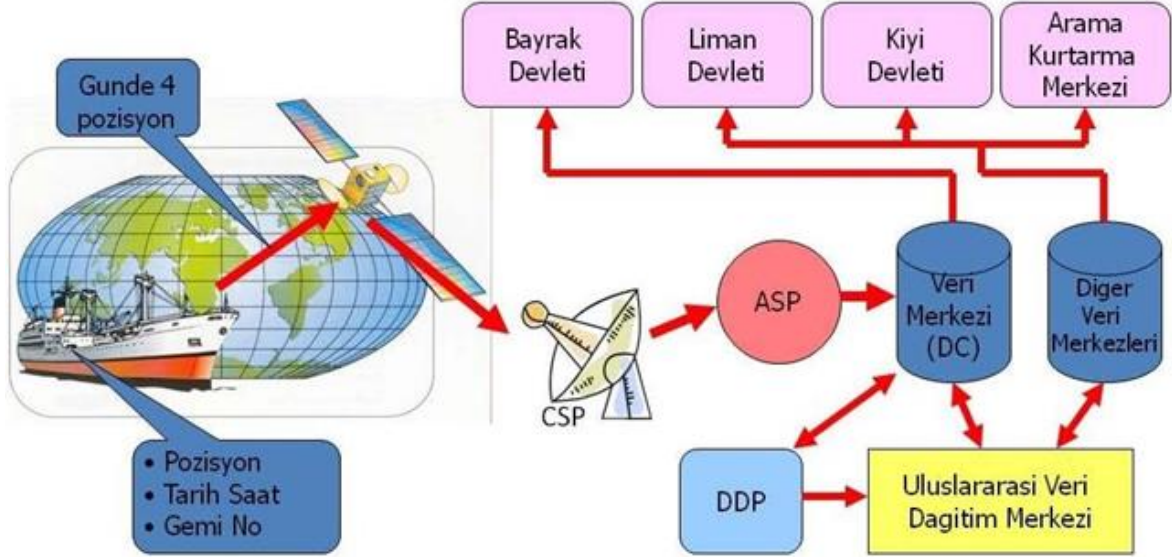 Gunde 4
pozisyon
Bayrak
Devleti
Liman
Devleti
Kiyi
Devleti
Arama
Kurtarma
Merkezi
CSP
ASP
Veri
Merkezi
(DC)
Diger
Veri
Merkezleri
• Pozisyon
• Tarih Saat
• Gemi No
DDP
Uluslararasi Veri
Dagitim Merkezi